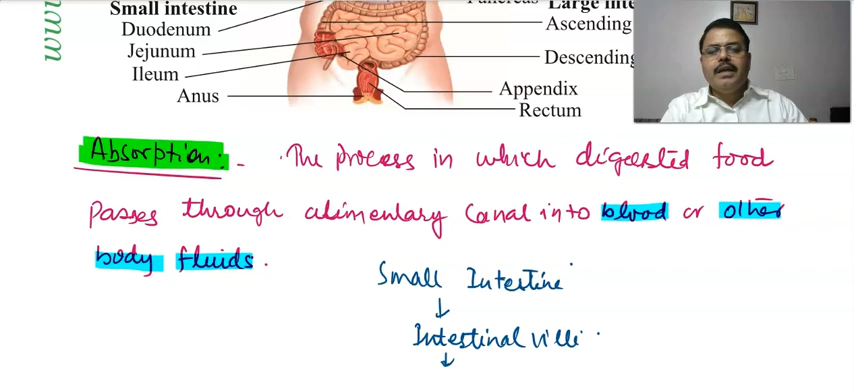 Small intestine
Large inte
Duodenum
Ascending
Jejunum
Descending
Ileum
Appendix
Anus
Rectum
www
Absorption:- The process in which digested food
passes through alimentary canal into blood or other
body fluids.
Small Intestine
Intestinal villi